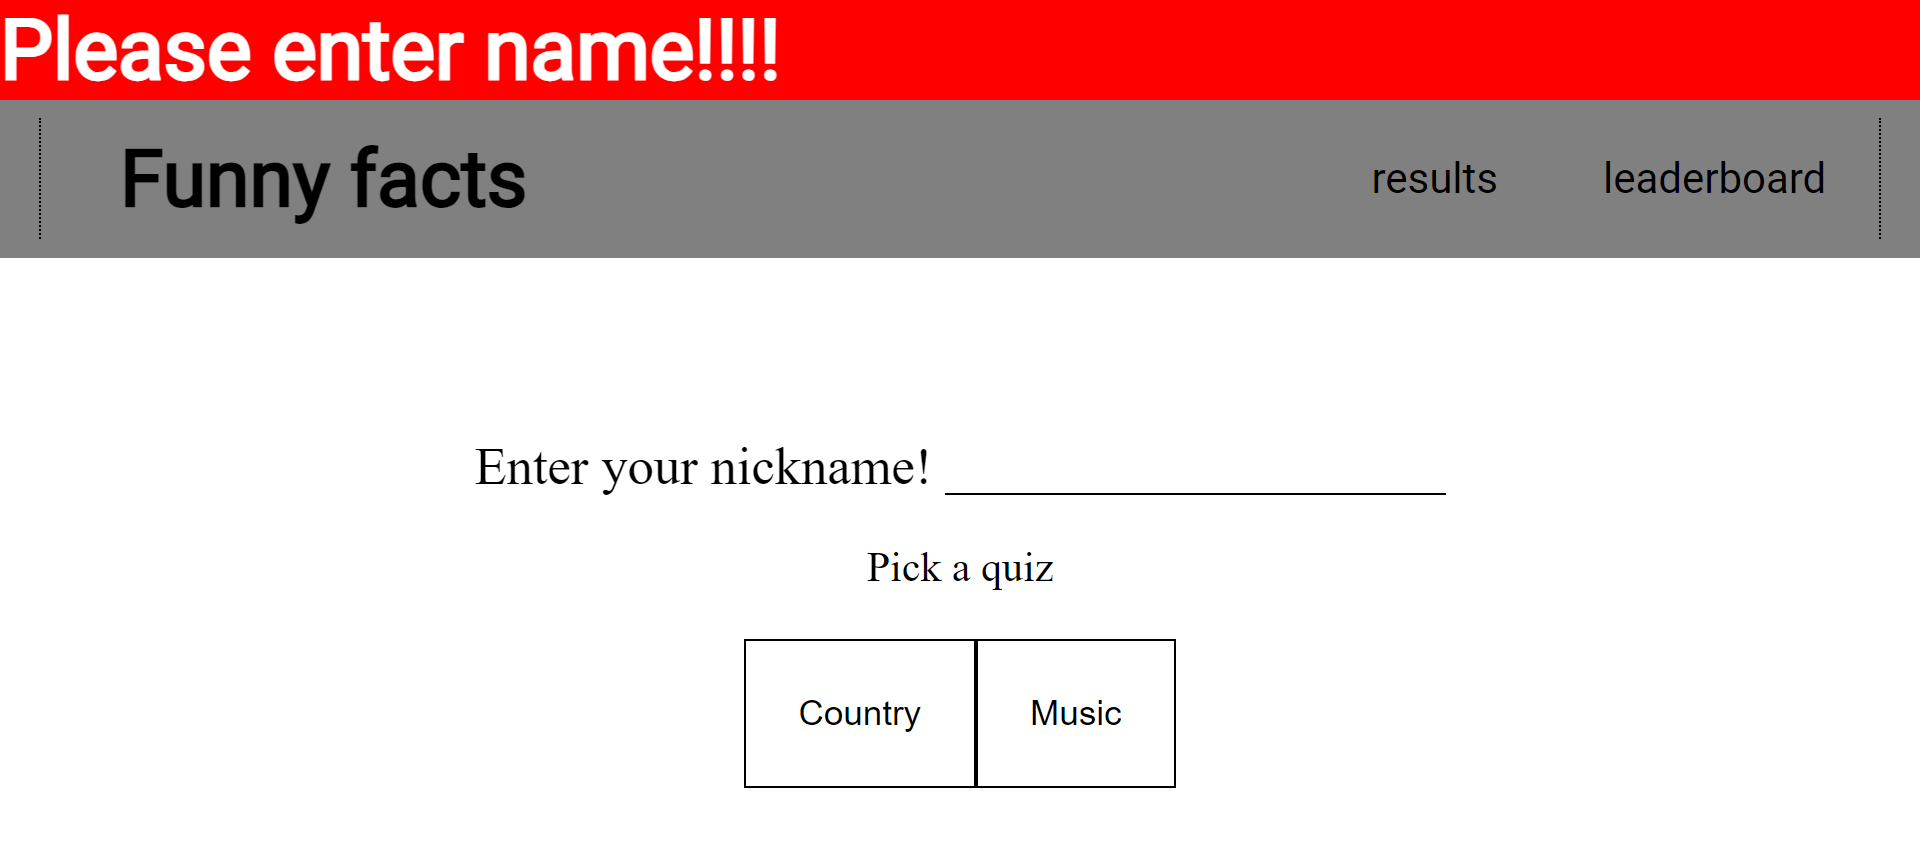 Please enter name!!!!
Funny facts results leaderboard
Enter your nickname!
Pick a quiz
Country Music